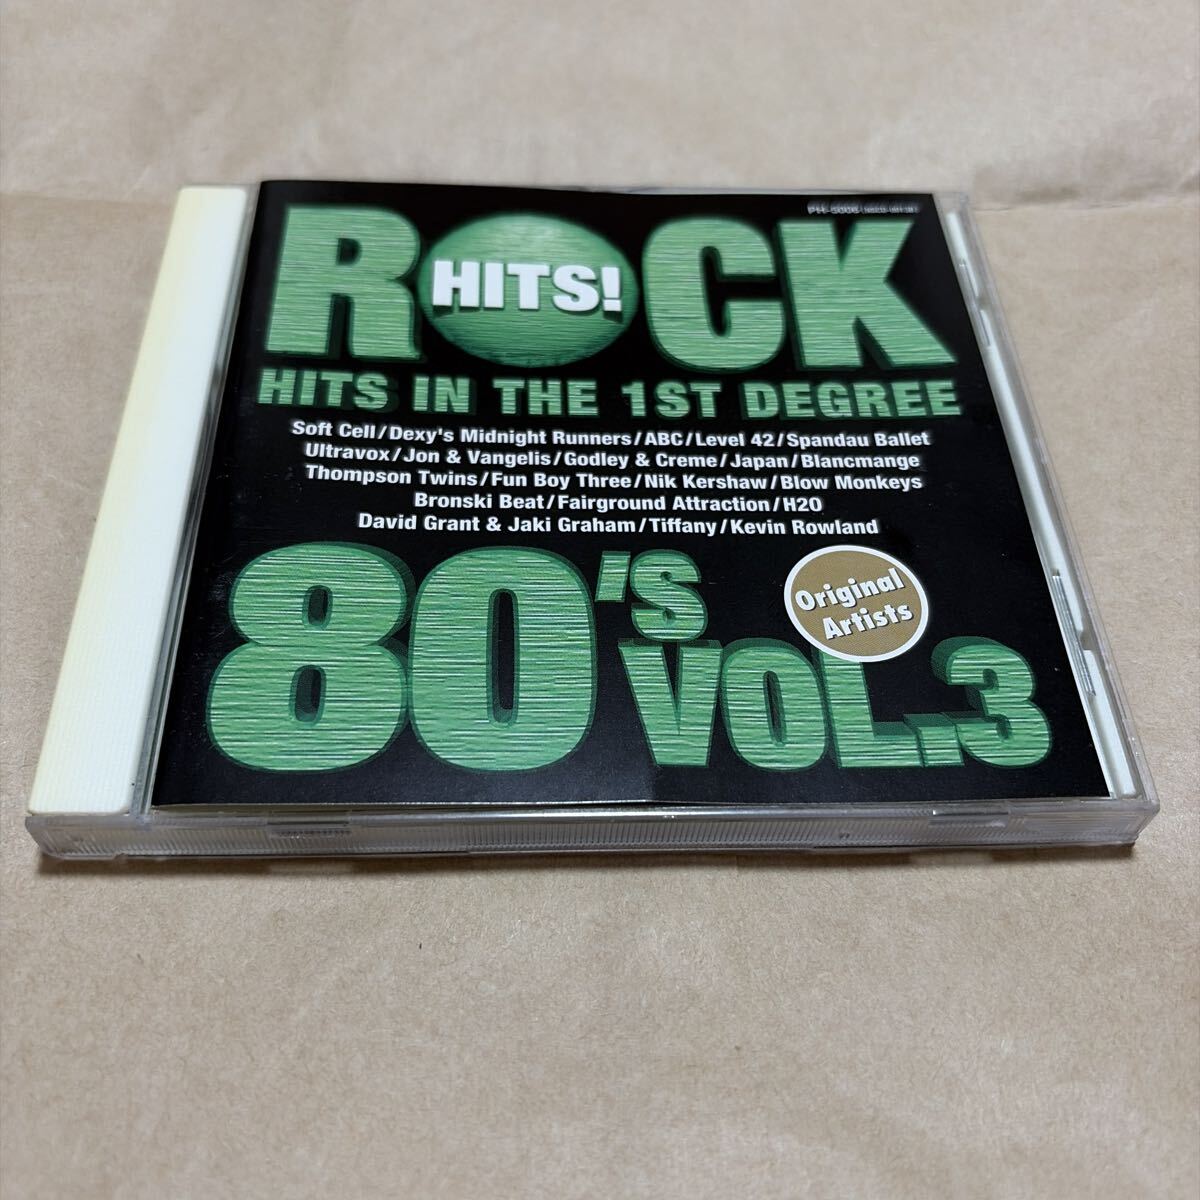 ROCK
HITS!
HITS IN THE 1ST DEGREE
Soft Cell/Dexy's Midnight Runners/ABC/Level 42/Spandau Ballet
Ultravox/Jon & Vangelis/Godley & Creme/Japan/Blancmange
Thompson Twins/Fun Boy Three/Nik Kershaw/Blow Monkeys
Bronski Beat/Fairground Attraction/H20
David Grant & Jaki Graham/Tiffany/Kevin Rowland
80'S
VOL.3
Original
Artists